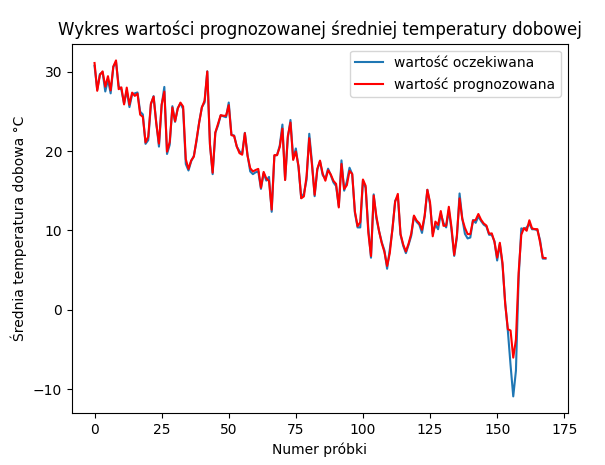 Wykres wartości prognozowanej średniej temperatury dobowej
wartość oczekiwana
wartość prognozowana
Średnia temperatura dobowa °C
30
20
10
0
−10
0 25 50 75 100 125 150 175
Numer próbki